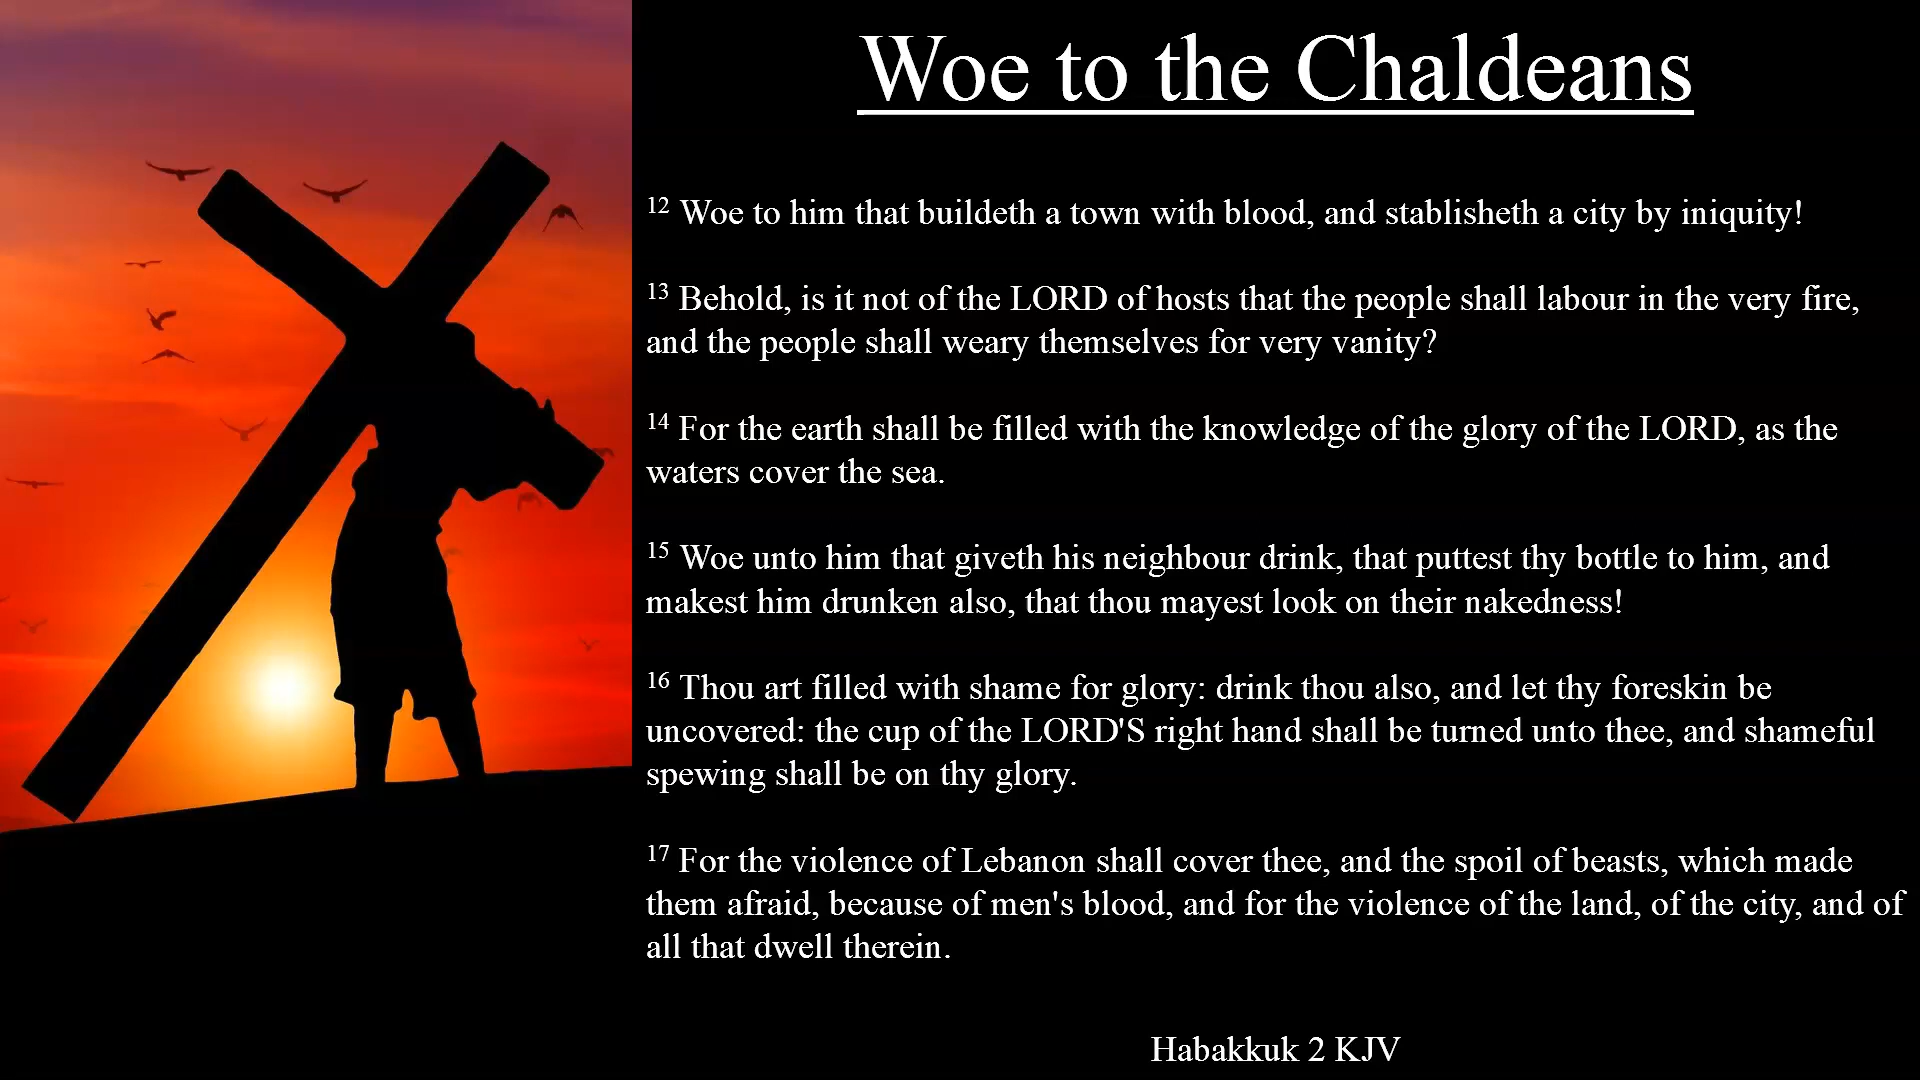 Woe to the Chaldeans
12 Woe to him that buildeth a town with blood, and stablisheth a city by iniquity!
13 Behold, is it not of the LORD of hosts that the people shall labour in the very fire,
and the people shall weary themselves for very vanity?
14 For the earth shall be filled with the knowledge of the glory of the LORD, as the
waters cover the sea.
15 Woe unto him that giveth his neighbour drink, that puttest thy bottle to him, and
makest him drunken also, that thou mayest look on their nakedness!
16 Thou art filled with shame for glory: drink thou also, and let thy foreskin be
uncovered: the cup of the LORD'S right hand shall be turned unto thee, and shameful
spewing shall be on thy glory.
17 For the violence of Lebanon shall cover thee, and the spoil of beasts, which made
them afraid, because of men's blood, and for the violence of the land, of the city, and of
all that dwell therein.
Habakkuk 2 KJV